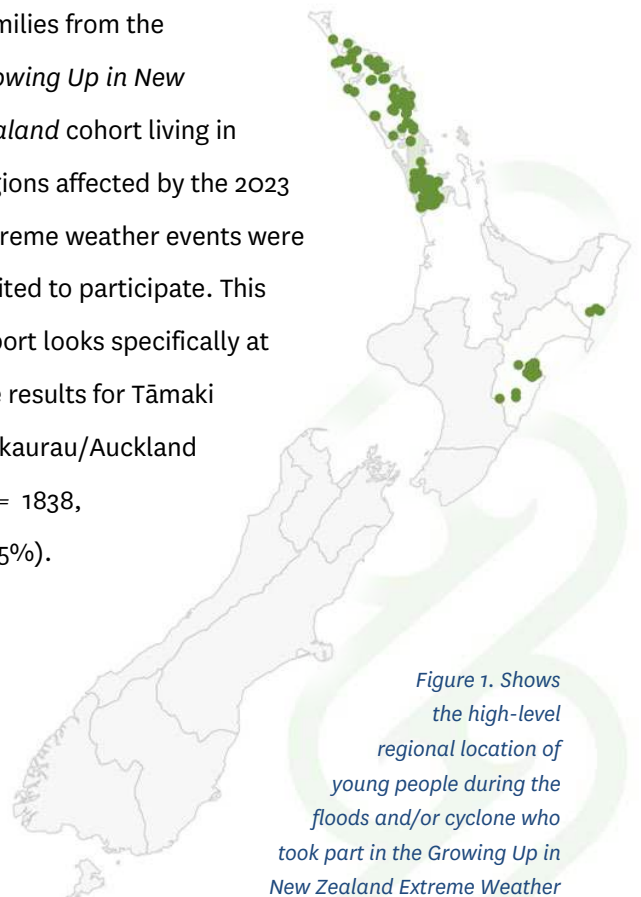 milies from the
owing Up in New
aland cohort living in
gions affected by the 2023
treme weather events were
ited to participate. This
port looks specifically at
e results for Tāmaki
kaurau/Auckland
= 1838,
5%).
Figure 1. Shows
the high-level
regional location of
young people during the
floods and/or cyclone who
took part in the Growing Up in
New Zealand Extreme Weather